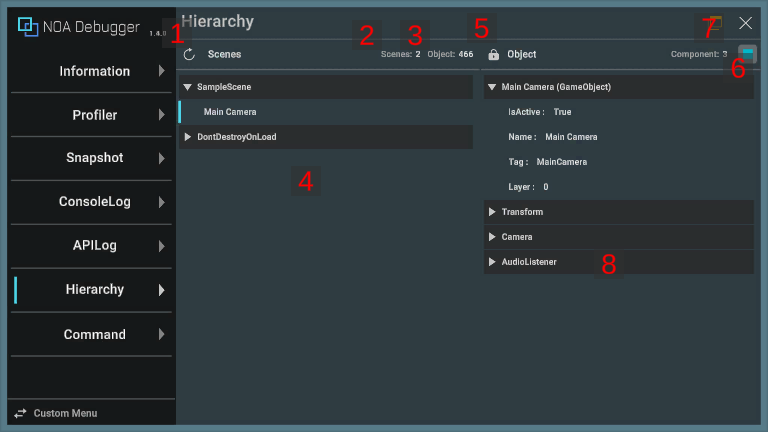 NOA Debugger 1.4.0
Information
Profiler
Snapshot
ConsoleLog
APILog
Hierarchy
Command
Custom Menu
Hierarchy
1
2
3
5
7
Scenes
Scenes: 2 Object: 466
SampleScene
Main Camera
DontDestroyOnLoad
4
Object
Component: 3
6
Main Camera (GameObject)
IsActive : True
Name : Main Camera
Tag : MainCamera
Layer : 0
Transform
Camera
AudioListener
8